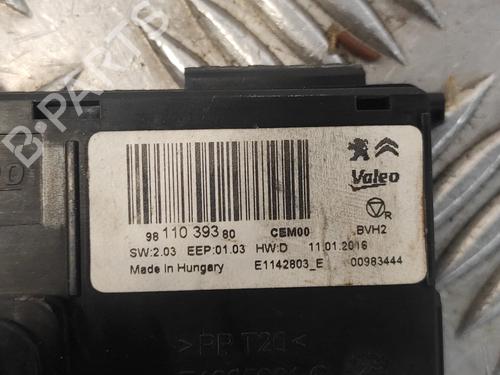 B-PARTS
Valeo
R
98 110 393 80 CEM00 BVH2
SW:2.03 EEP:01.03 HW:D 11.01.2016
Made In Hungary E1142803_E 00983444
>PP T20<